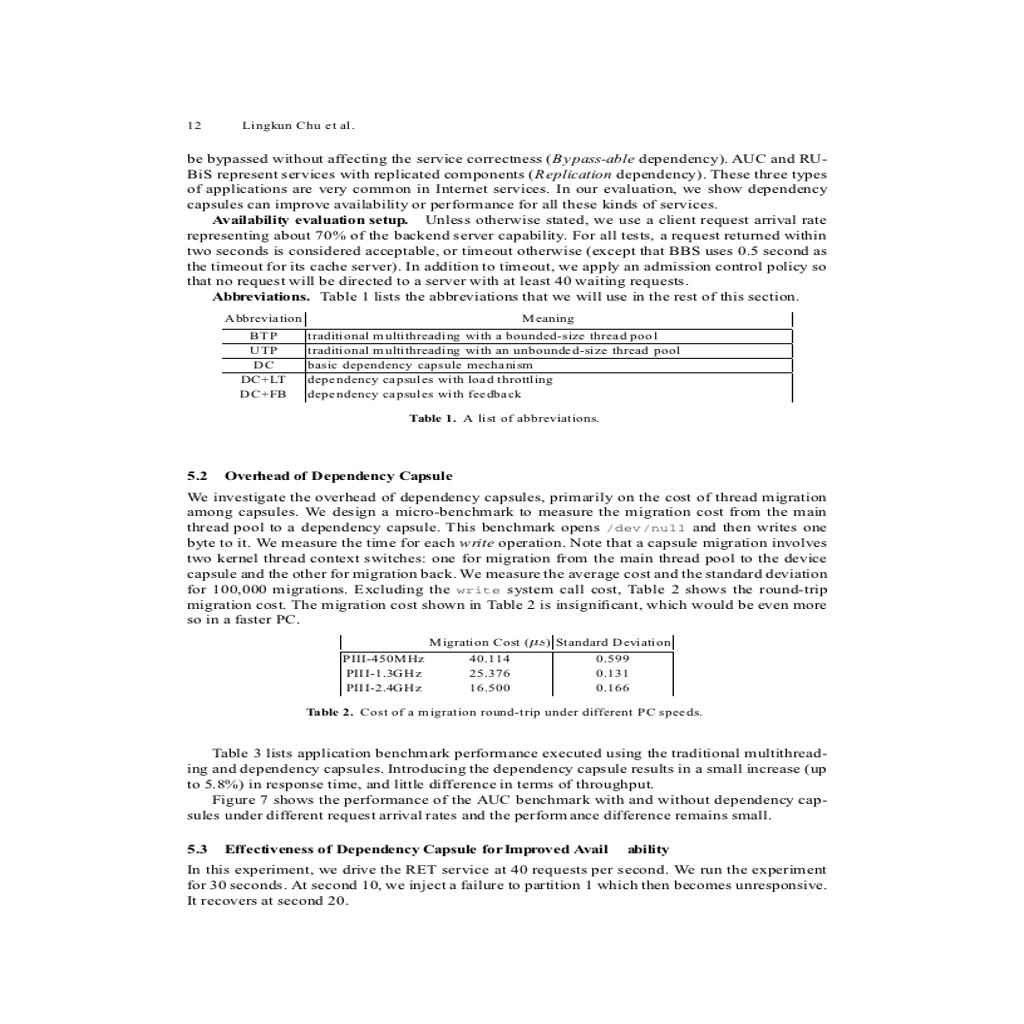 12 Lingkun Chu et al.
be bypassed without affecting the service correctness (Bypass-able dependency). AUC and RU-
BiS represent services with replicated components (Replication dependency). These three types
of applications are very common in Internet services. In our evaluation, we show dependency
capsules can improve availability or performance for all these kinds of services.
Availability evaluation setup. Unless otherwise stated, we use a client request arrival rate
representing about 70% of the backend server capability. For all tests, a request returned within
two seconds is considered acceptable, or timeout otherwise (except that BBS uses 0.5 second as
the timeout for its cache server). In addition to timeout, we apply an admission control policy so
that no request will be directed to a server with at least 40 waiting requests.
Abbreviations. Table 1 lists the abbreviations that we will use in the rest of this section.
Abbreviation Meaning
BTP traditional multithreading with a bounded-size thread pool
UTP traditional multithreading with an unbounded-size thread pool
DC basic dependency capsule mechanism
DC+LT dependency capsules with load throttling
DC+FB dependency capsules with feedback
Table 1. A list of abbreviations.
5.2 Overhead of Dependency Capsule
We investigate the overhead of dependency capsules, primarily on the cost of thread migration
among capsules. We design a micro-benchmark to measure the migration cost from the main
thread pool to a dependency capsule. This benchmark opens /dev/null and then writes one
byte to it. We measure the time for each write operation. Note that a capsule migration involves
two kernel thread context switches: one for migration from the main thread pool to the device
capsule and the other for migration back. We measure the average cost and the standard deviation
for 100,000 migrations. Excluding the write system call cost, Table 2 shows the round-trip
migration cost. The migration cost shown in Table 2 is insignificant, which would be even more
so in a faster PC.
Migration Cost (μs) Standard Deviation
PIII-450MHz 40.114 0.599
PIII-1.3GHz 25.376 0.131
PIII-2.4GHz 16.500 0.166
Table 2. Cost of a migration round-trip under different PC speeds.
Table 3 lists application benchmark performance executed using the traditional multithread-
ing and dependency capsules. Introducing the dependency capsule results in a small increase (up
to 5.8%) in response time, and little difference in terms of throughput.
Figure 7 shows the performance of the AUC benchmark with and without dependency cap-
sules under different request arrival rates and the performance difference remains small.
5.3 Effectiveness of Dependency Capsule for Improved Avail ability
In this experiment, we drive the RET service at 40 requests per second. We run the experiment
for 30 seconds. At second 10, we inject a failure to partition 1 which then becomes unresponsive.
It recovers at second 20.